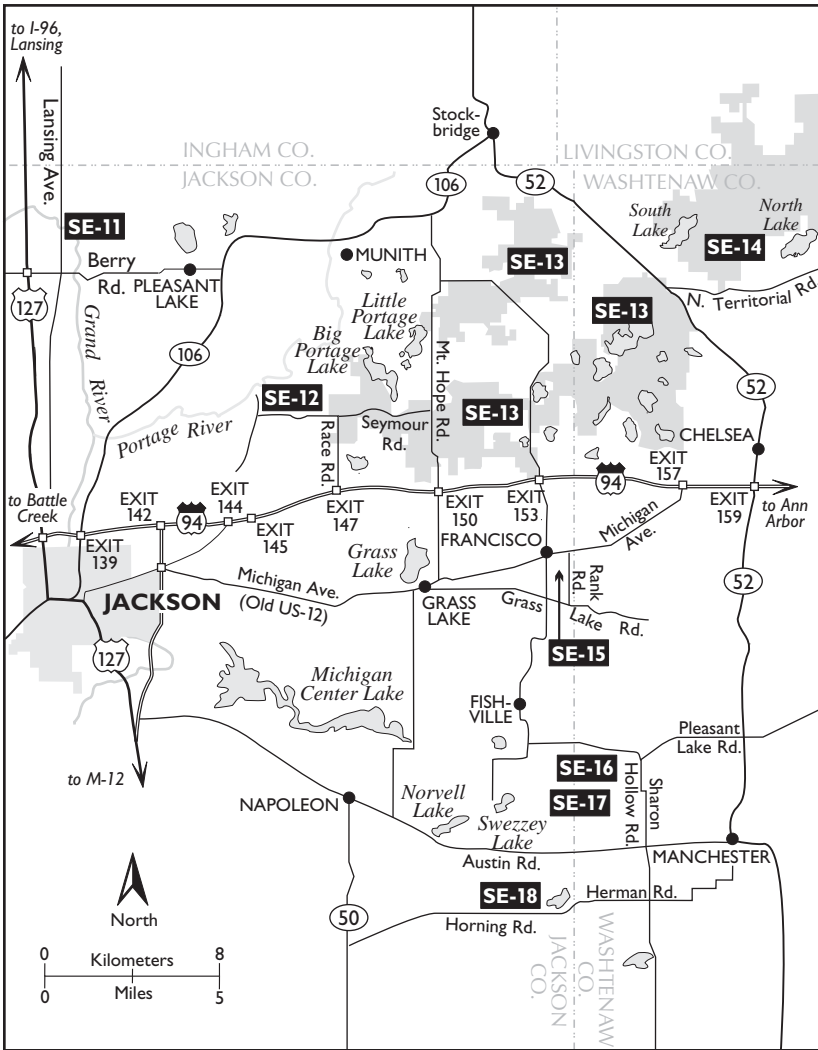 to I-96,
Lansing
Lansing Ave.
Stock-
bridge
INGHAM CO.
JACKSON CO.
LIVINGSTON CO.
WASHTENAW CO.
106
52
South
Lake
North
Lake
SE-11
SE-14
Berry
Rd.
PLEASANT
LAKE
MUNITH
SE-13
N. Territorial Rd.
127
Grand River
106
Little
Portage
Lake
Big
Portage
Lake
Mt. Hope Rd.
SE-13
52
SE-12
Seymour
Rd.
SE-13
CHELSEA
Portage River
Race Rd.
to Battle
Creek
EXIT
142
94
EXIT
144
EXIT
145
EXIT
147
EXIT
150
EXIT
153
94
EXIT
157
EXIT
159
to Ann
Arbor
EXIT
139
FRANCISCO
Michigan
Ave.
Grass
Lake
JACKSON
Michigan Ave.
(Old US-12)
GRASS
LAKE
Grass
Lake
Rd.
Rank
Rd.
52
127
SE-15
Michigan
Center Lake
FISH-
VILLE
Pleasant
Lake Rd.
to M-12
SE-16
Sharon
Hollow Rd.
NAPOLEON
Norvell
Lake
Swezzey
Lake
SE-17
Austin Rd.
MANCHESTER
North
50
SE-18
Herman Rd.
Horning Rd.
JACKSON
CO.
WASHTENAW
CO.
0
Kilometers
8
0
Miles
5